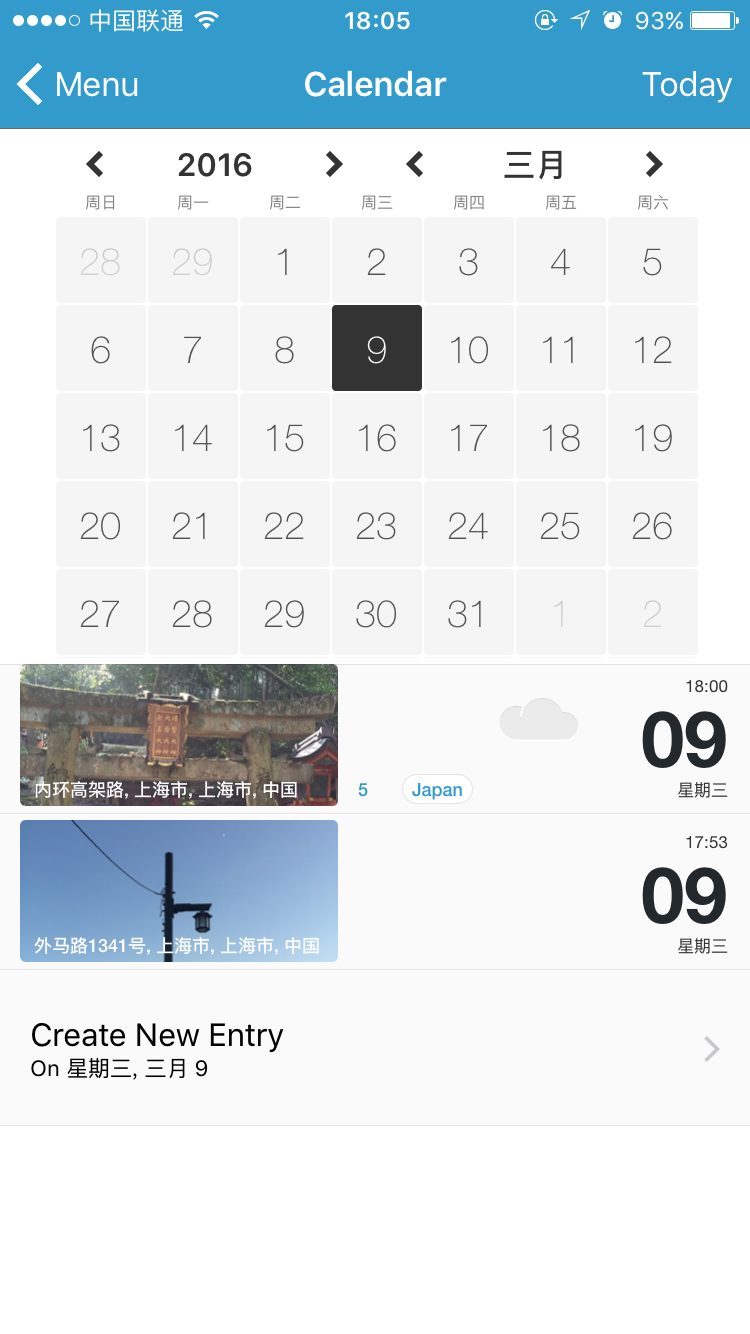 中国联通 18:05 93%
Menu Calendar Today
2016 三月
周日 周一 周二 周三 周四 周五 周六
28 29 1 2 3 4 5
6 7 8 9 10 11 12
13 14 15 16 17 18 19
20 21 22 23 24 25 26
27 28 29 30 31 1 2
18:00
09
内环高架路, 上海市, 上海市, 中国 5 Japan 星期三
17:53
09
外马路1341号, 上海市, 上海市, 中国 星期三
Create New Entry
On 星期三, 三月 9